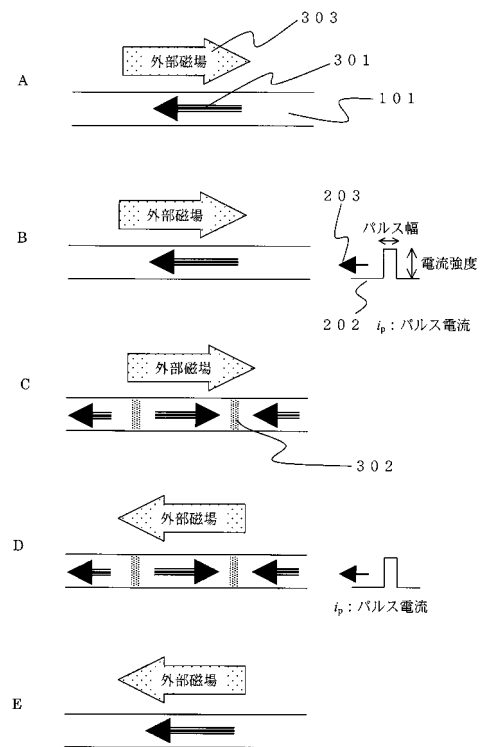 303
外部磁場
301
A
101
203
外部磁場
パルス幅
B
電流強度
202
ip：パルス電流
外部磁場
C
302
外部磁場
D
ip：パルス電流
外部磁場
E